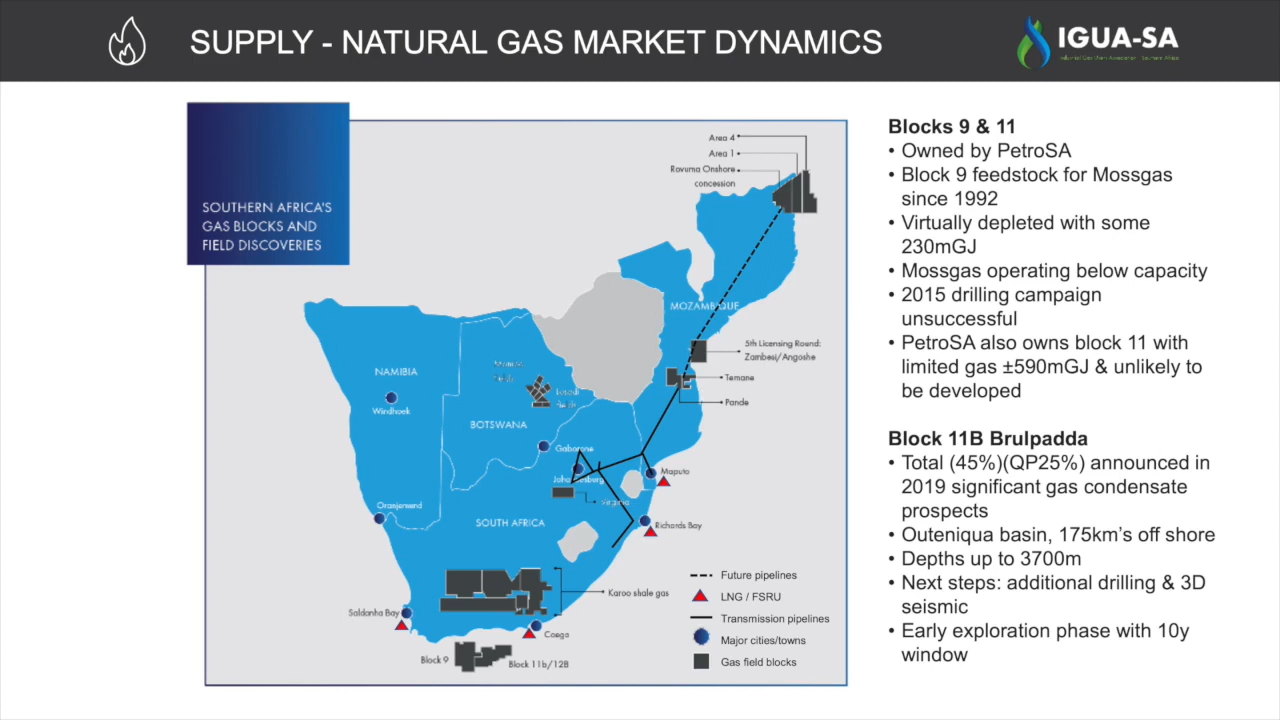 SUPPLY - NATURAL GAS MARKET DYNAMICS
IGUA-SA
SOUTHERN AFRICA'S
GAS BLOCKS AND
FIELD DISCOVERIES
Area 4
Area 1
Rovuma Onshore
concession
MOZAMBIQUE
5th Licensing Round:
Zambesi/Angoshe
Temane
Pande
NAMIBIA
Windhoek
BOTSWANA
Gaborone
Johannesburg
Maputo
Oranjemund
SOUTH AFRICA
Richards Bay
Karoo shale gas
Saldanha Bay
Coega
Block 9
Block 11b/12B
Future pipelines
LNG / FSRU
Transmission pipelines
Major cities/towns
Gas field blocks
Blocks 9 & 11
• Owned by PetroSA
• Block 9 feedstock for Mossgas
since 1992
• Virtually depleted with some
230mGJ
• Mossgas operating below capacity
• 2015 drilling campaign
unsuccessful
• PetroSA also owns block 11 with
limited gas ±590mGJ & unlikely to
be developed
Block 11B Brulpadda
• Total (45%)(QP25%) announced in
2019 significant gas condensate
prospects
• Outeniqua basin, 175km's off shore
• Depths up to 3700m
• Next steps: additional drilling & 3D
seismic
• Early exploration phase with 10y
window